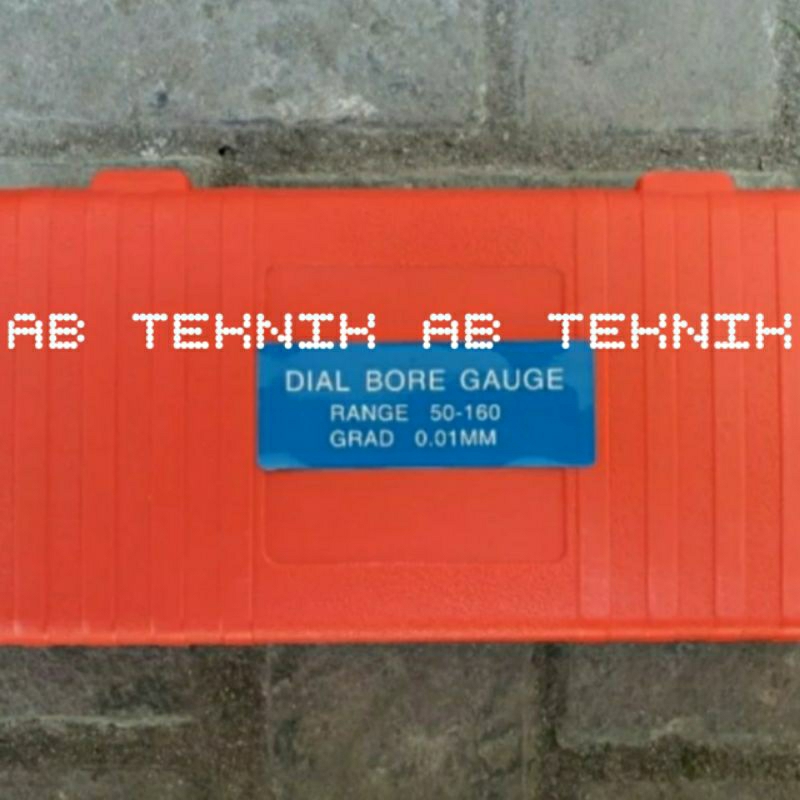 AB TEKNIK AB TEKNIK
DIAL BORE GAUGE
RANGE 50-160
GRAD 0.01MM